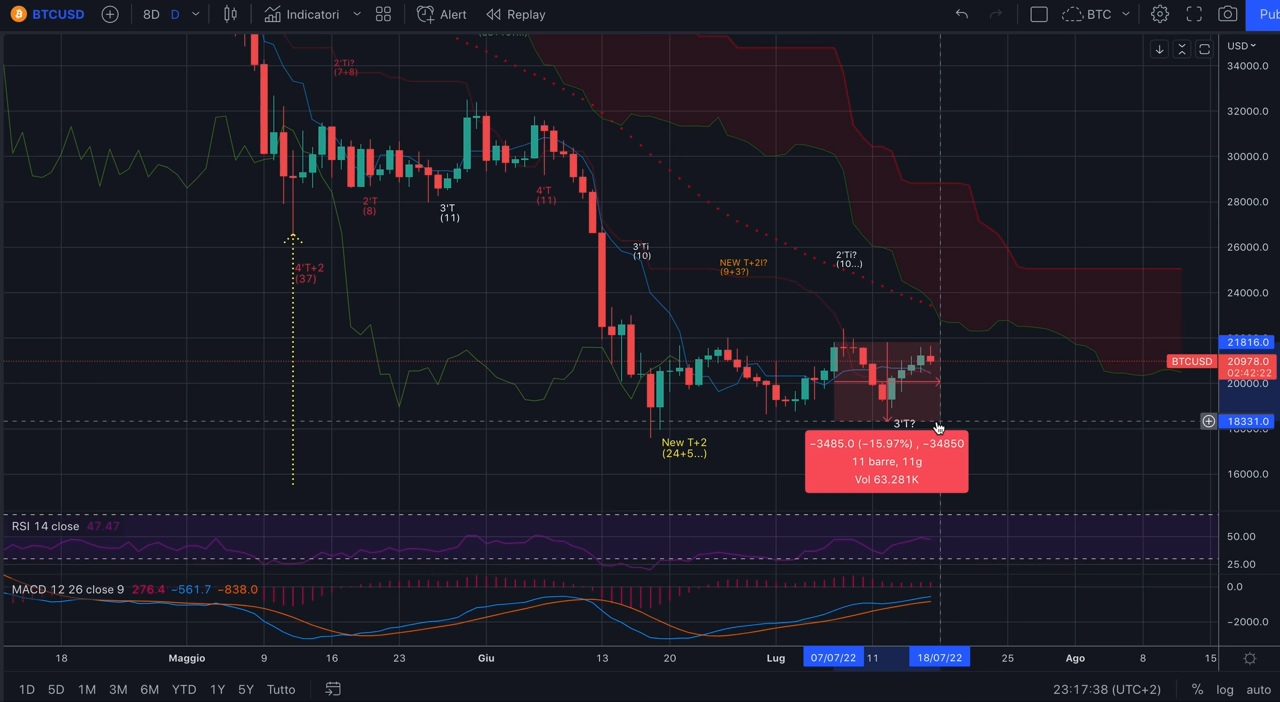 BTCUSD 8D D Indicatori Alert Replay BTC Pub
USD
34000.0
32000.0
30000.0
28000.0
26000.0
24000.0
21816.0
BTCUSD 20978.0
02:42:22
20000.0
18331.0
16000.0
2'Ti?
(7+8)
2'T
(8)
3'T
(11)
4'T
(11)
4'T+2
(37)
3'Ti
(10)
NEW T+2I?
(9+3?)
2'Ti?
(10...)
New T+2
(24+5...)
3'T?
−3485.0 (−15.97%) , −34850
11 barre, 11g
Vol 63.281K
RSI 14 close 47.47
50.00
25.00
MACD 12 26 close 9 276.4 −561.7 −838.0
0.0
−2000.0
18 Maggio 9 16 23 Giu 13 20 Lug 07/07/22 11 18/07/22 25 Ago 8 15
1D 5D 1M 3M 6M YTD 1Y 5Y Tutto 23:17:38 (UTC+2) % log auto